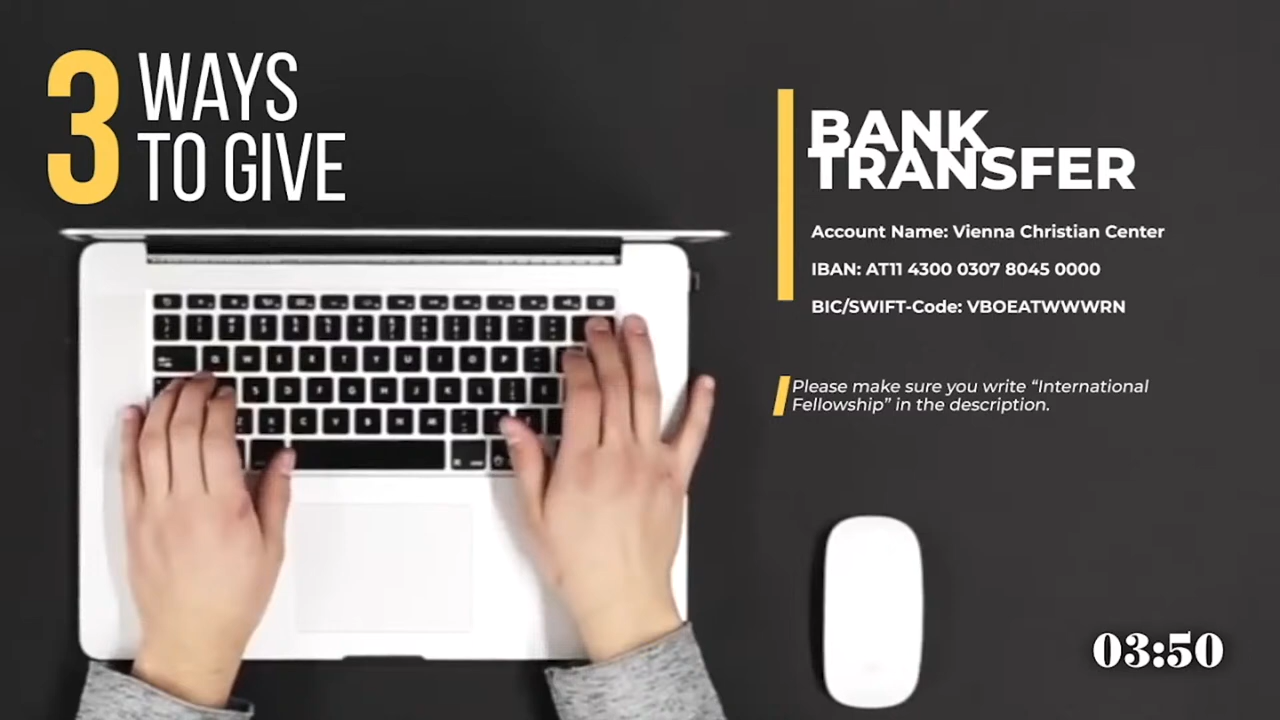 3 WAYS
TO GIVE
BANK
TRANSFER
Account Name: Vienna Christian Center
IBAN: AT11 4300 0307 8045 0000
BIC/SWIFT-Code: VBOEATWWWRN
Please make sure you write “International
Fellowship” in the description.
03:50